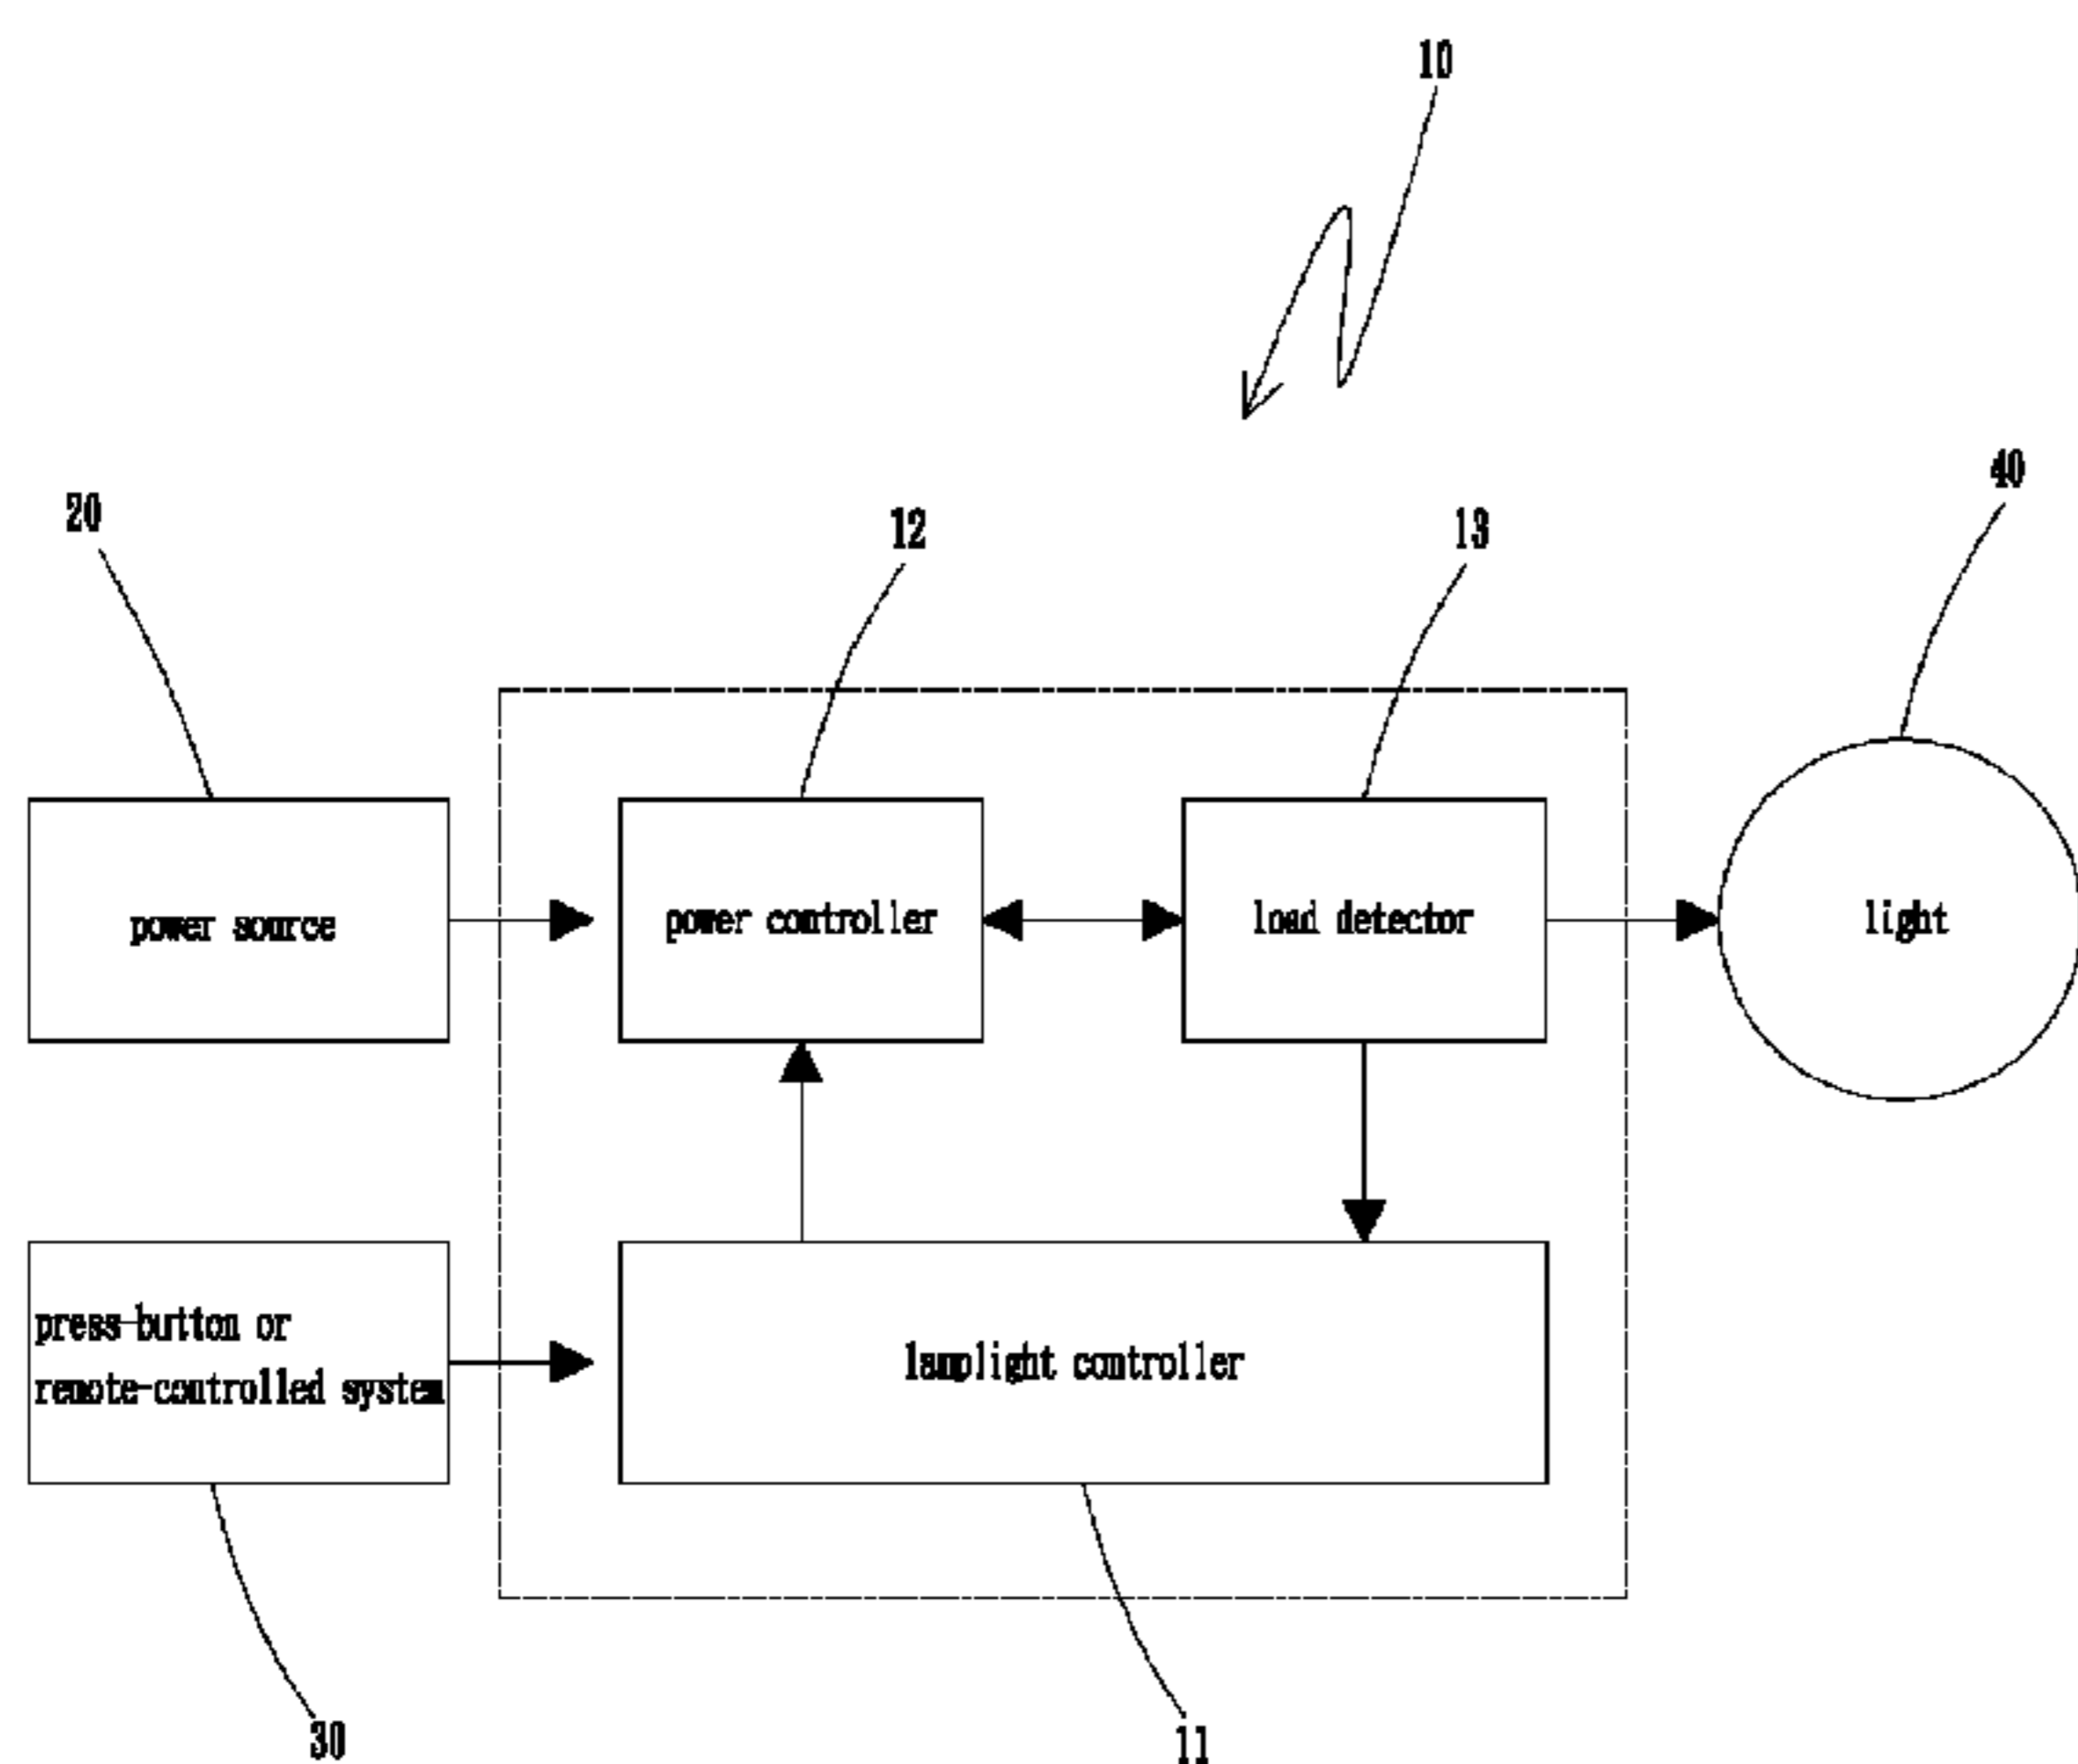 10
40
20
12
13
power source
power controller
load detector
light
press-button or
remote-controlled system
lamplight controller
30
11